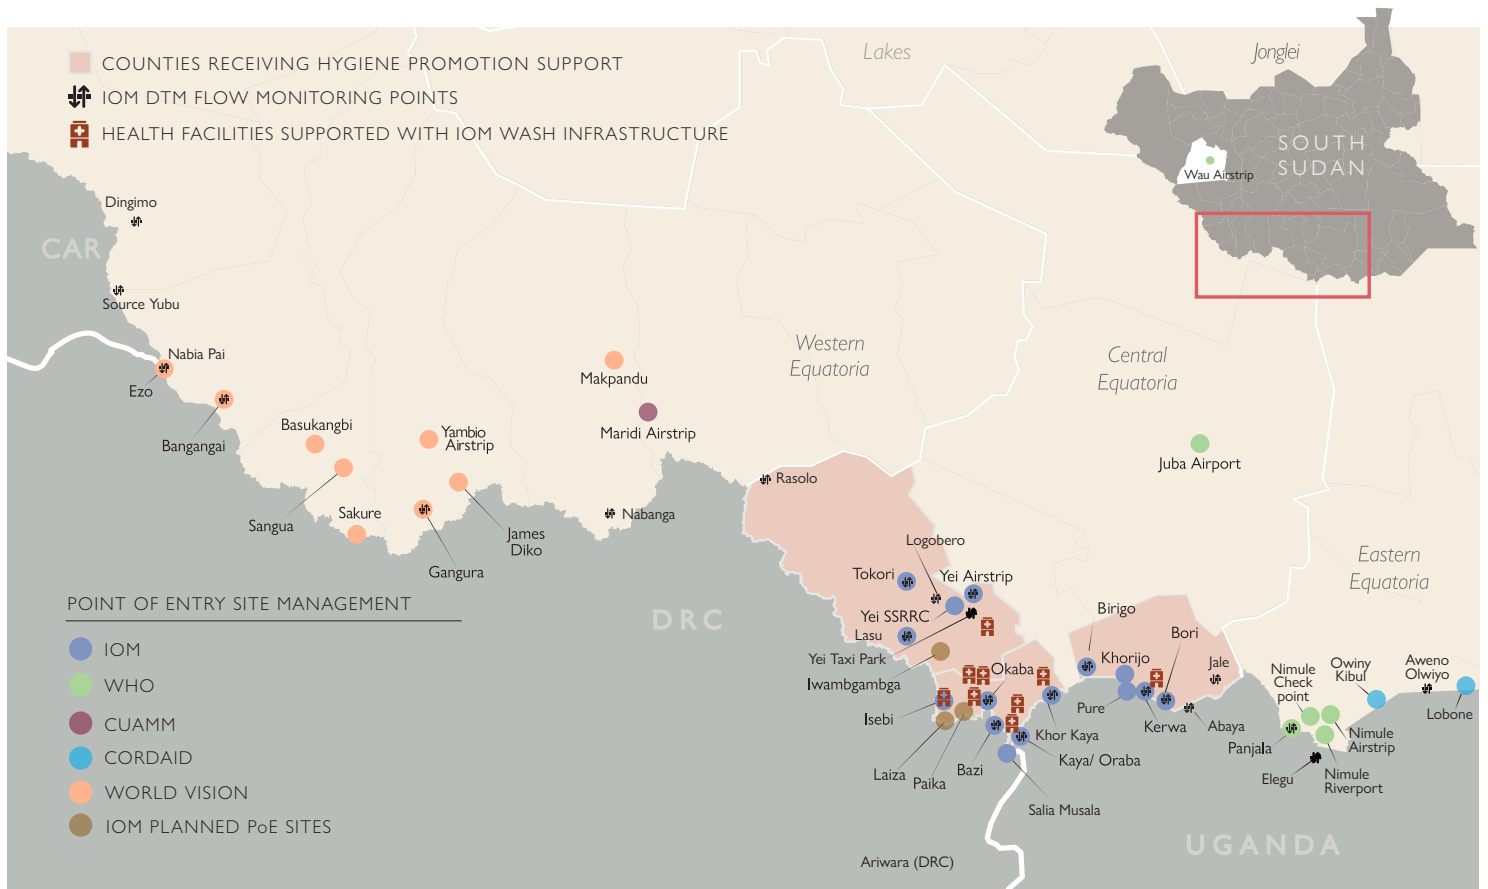 COUNTIES RECEIVING HYGIENE PROMOTION SUPPORT
IOM DTM FLOW MONITORING POINTS
HEALTH FACILITIES SUPPORTED WITH IOM WASH INFRASTRUCTURE
Lakes
Jonglei
SOUTH
SUDAN
Wau Airstrip
Dingimo
CAR
Source Yubu
Nabia Pai
Ezo
Bangangai
Basukangbi
Sangua
Sakure
Yambio
Airstrip
Gangura
James
Diko
Makpandu
Maridi Airstrip
Nabanga
Western
Equatoria
Central
Equatoria
Juba Airport
Eastern
Equatoria
Rasolo
Logobero
Tokori
Yei Airstrip
Yei SSRRC
Lasu
Yei Taxi Park
Iwambgambga
Okaba
Isebi
Laiza
Paika
Bazi
Khor Kaya
Kaya/ Oraba
Salia Musala
Birigo
Bori
Khorijo
Jale
Pure
Kerwa
Abaya
Nimule
Check
point
Owiny
Kibul
Aweno
Olwiyo
Lobone
Panjala
Nimule
Airstrip
Elegu
Nimule
Riverport
DRC
UGANDA
Ariwara (DRC)
POINT OF ENTRY SITE MANAGEMENT
IOM
WHO
CUAMM
CORDAID
WORLD VISION
IOM PLANNED PoE SITES